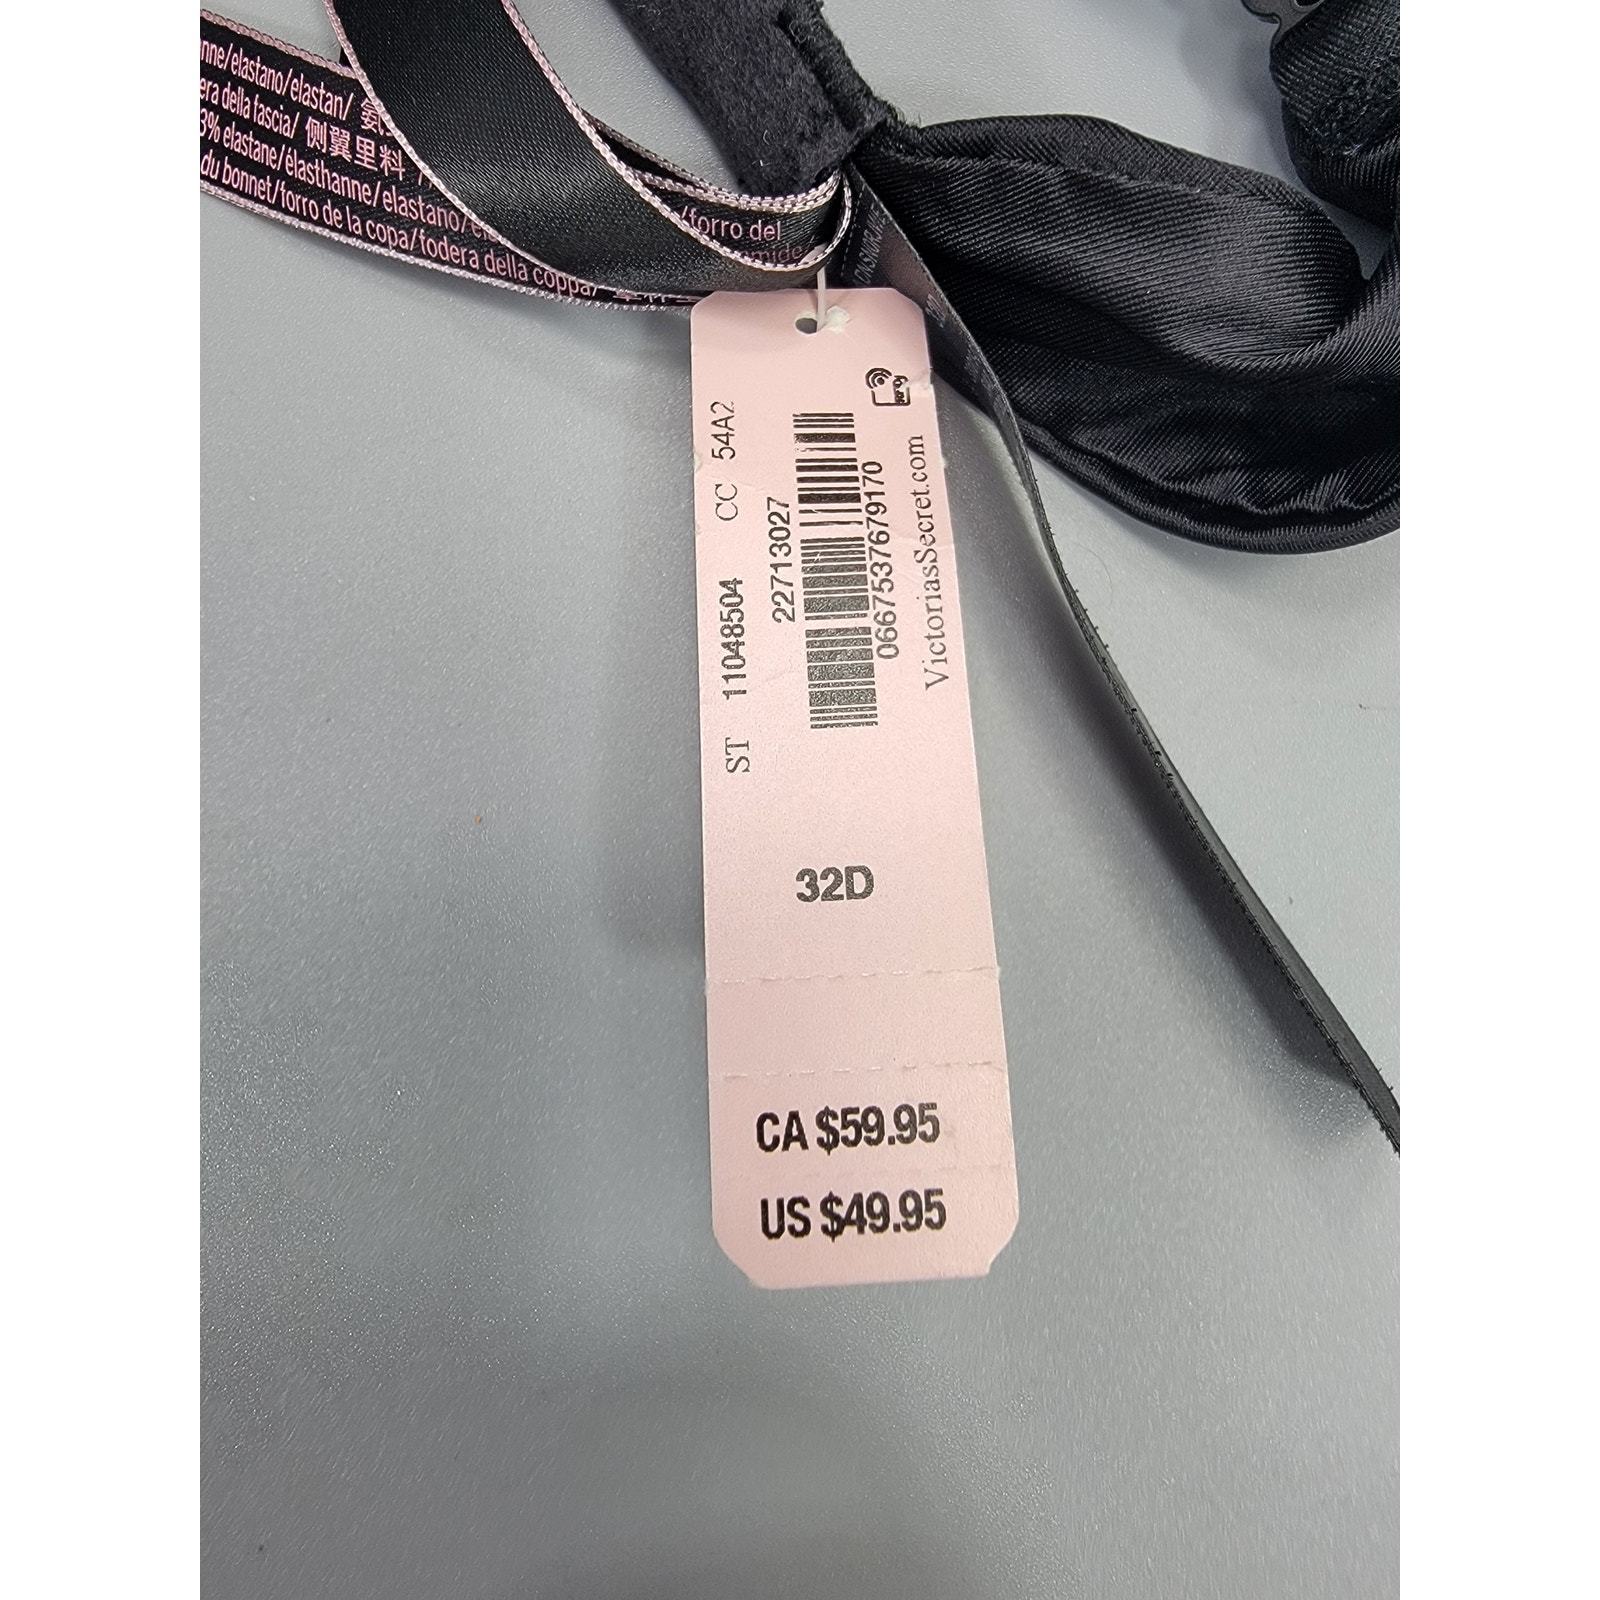 nne/elastano/elastan/ 氨
era della fascia/ 侧翼里料
3% elastane/élasthanne/elastano/
du bonnet/forro de la copa/fodera della coppa/
/forro del
ST 11048504 CC 54A2
22713027
0667537679170
VictoriasSecret.com
32D
CA $59.95
US $49.95